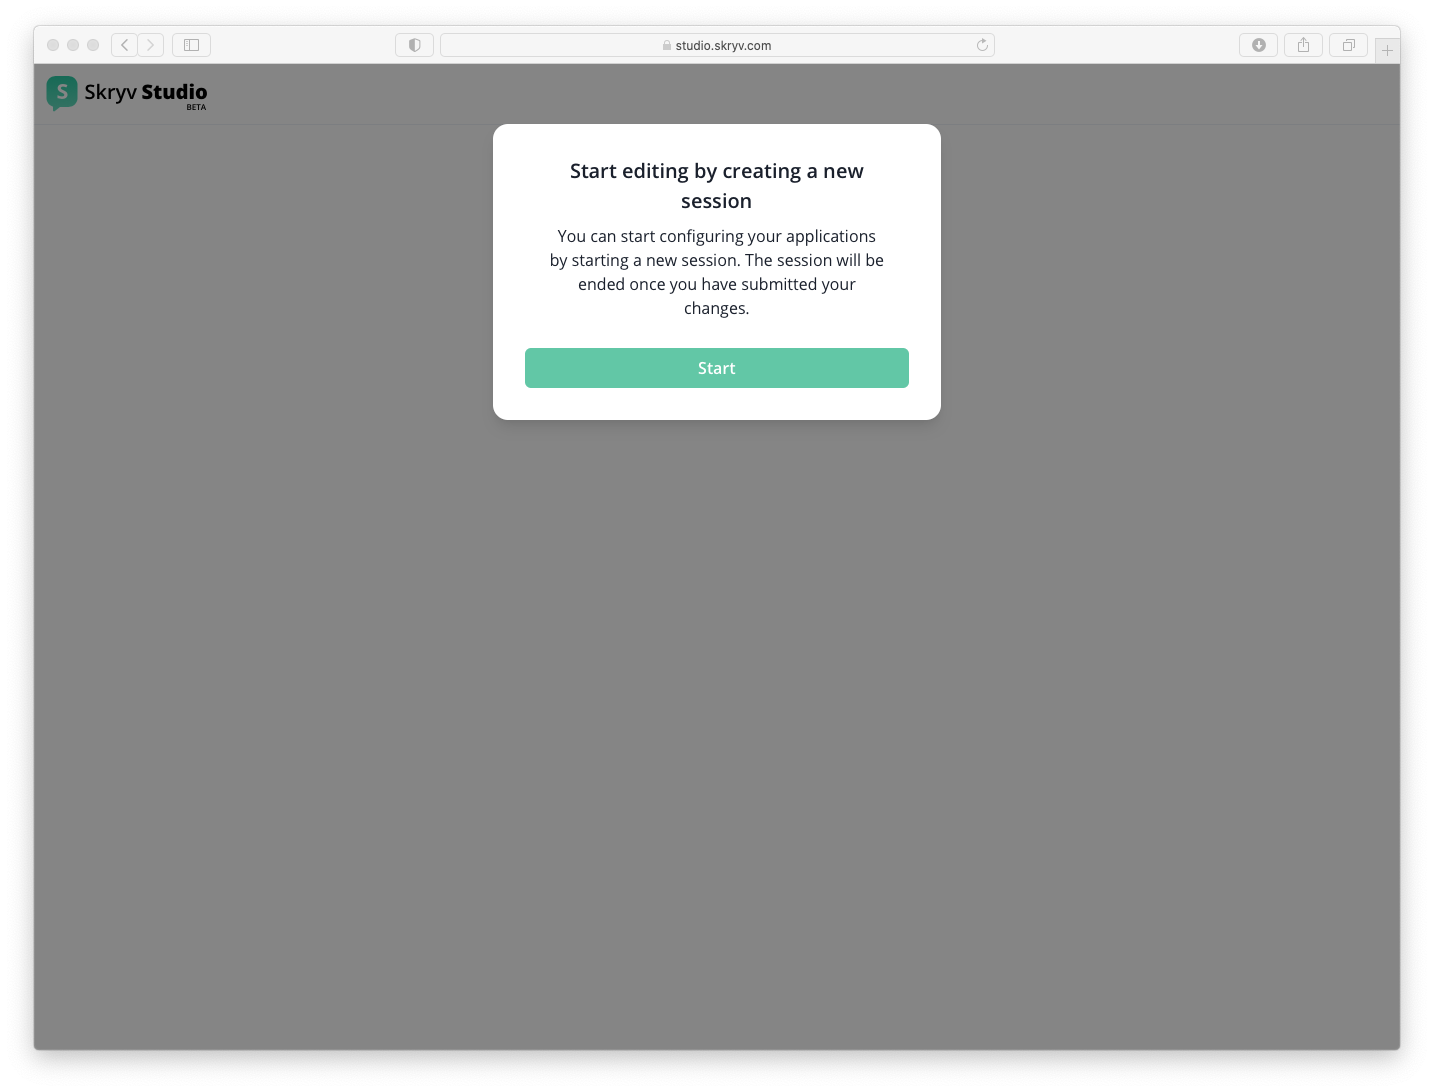 studio.skryv.com
S Skryv Studio
BETA
Start editing by creating a new
session
You can start configuring your applications
by starting a new session. The session will be
ended once you have submitted your
changes.
Start